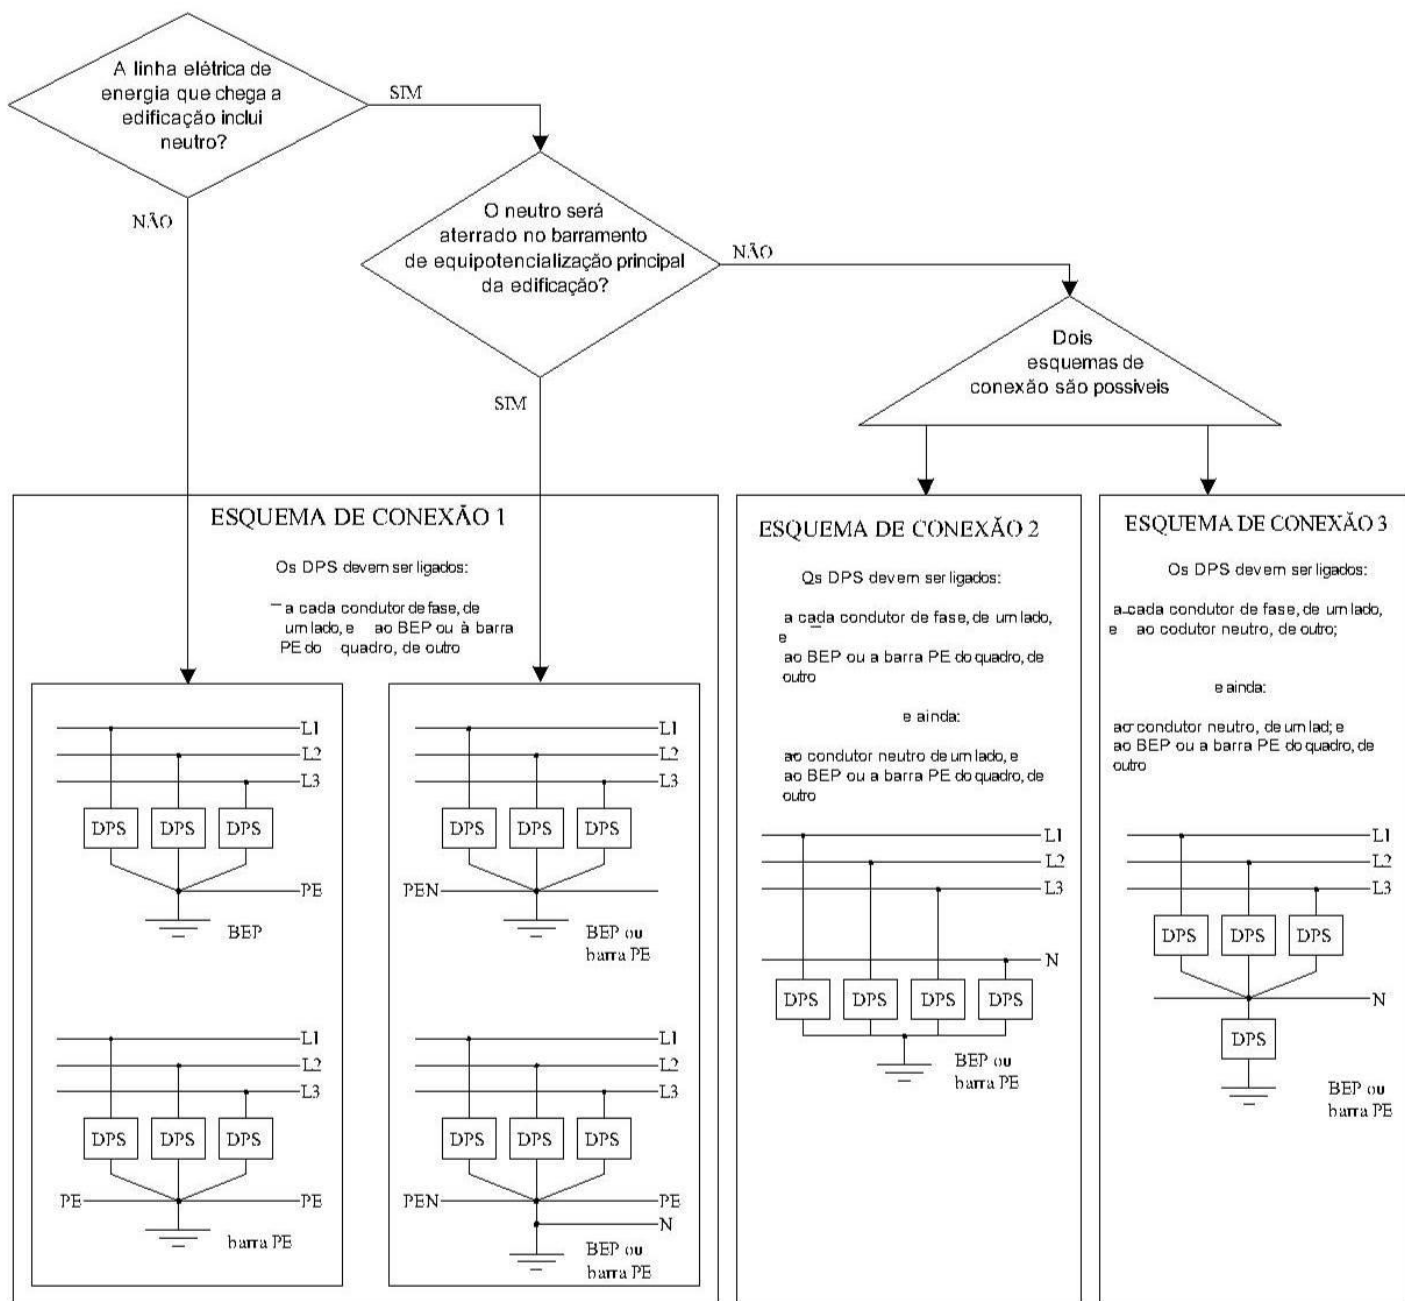 A linha elétrica de
energia que chega a
edificação inclui
neutro?
SIM
NÃO
O neutro será
aterrado no barramento
de equipotencialização principal
da edificação?
NÃO
SIM
Dois
esquemas de
conexão são possiveis
ESQUEMA DE CONEXÃO 1
Os DPS devem ser ligados:
– a cada condutor de fase, de
um lado, e ao BEP ou à barra
PE do quadro, de outro
L1
L2
L3
DPS DPS DPS
PE
BEP
L1
L2
L3
DPS DPS DPS
PE PE
barra PE
L1
L2
L3
DPS DPS DPS
PEN
BEP ou
barra PE
L1
L2
L3
DPS DPS DPS
PEN PE
N
BEP ou
barra PE
ESQUEMA DE CONEXÃO 2
Os DPS devem ser ligados:
a cada condutor de fase, de um lado,
e
ao BEP ou a barra PE do quadro, de
outro
e ainda:
ao condutor neutro de um lado, e
ao BEP ou a barra PE do quadro, de
outro
L1
L2
L3
N
DPS DPS DPS DPS
BEP ou
barra PE
ESQUEMA DE CONEXÃO 3
Os DPS devem ser ligados:
a cada condutor de fase, de um lado,
e ao codutor neutro, de outro;
e ainda:
ao condutor neutro, de um lad; e
ao BEP ou a barra PE do quadro, de
outro
L1
L2
L3
DPS DPS DPS
N
DPS
BEP ou
barra PE